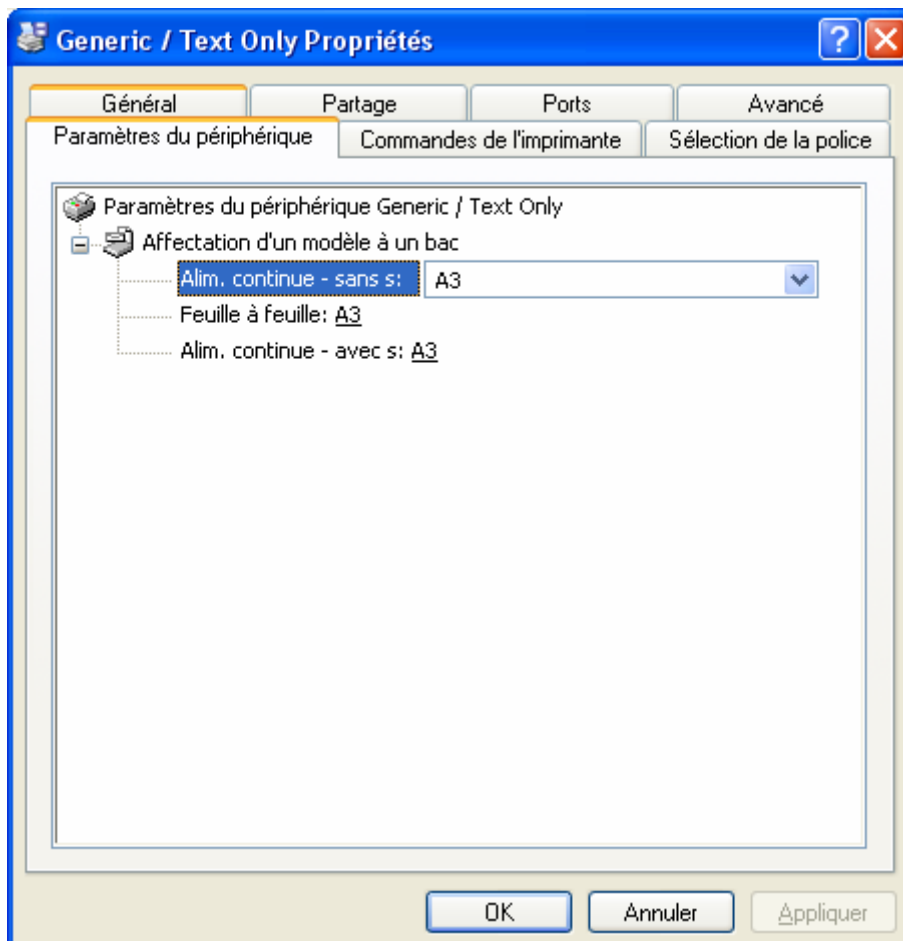 Generic / Text Only Propriétés
Général Partage Ports Avancé
Paramètres du périphérique Commandes de l'imprimante Sélection de la police
Paramètres du périphérique Generic / Text Only
Affectation d'un modèle à un bac
Alim. continue - sans s: A3
Feuille à feuille: A3
Alim. continue - avec s: A3
OK Annuler Appliquer